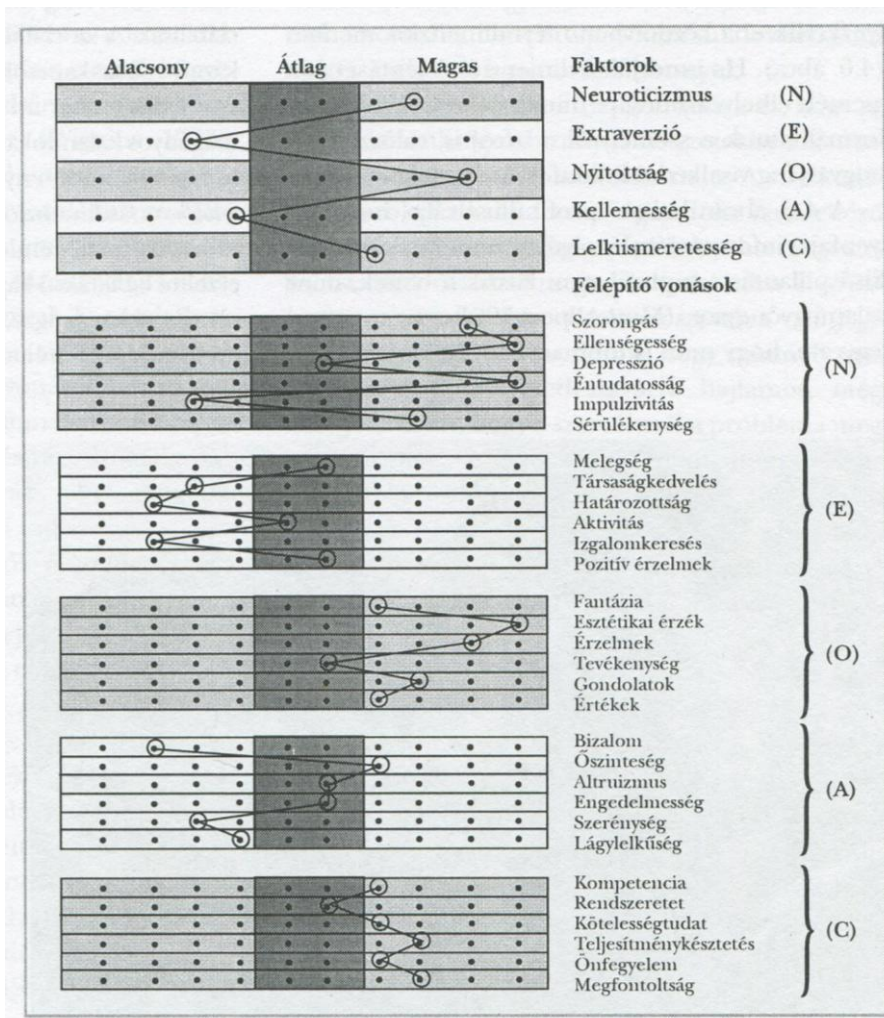 Alacsony Átlag Magas Faktorok
Neuroticizmus (N)
Extraverzió (E)
Nyitottság (O)
Kellemesség (A)
Lelkiismeretesség (C)
Felépítő vonások
Szorongás
Ellenségesség
Depresszió
Éntudatosság
Impulzivitás
Sérülékenység
(N)
Melegség
Társaságkedvelés
Határozottság
Aktivitás
Izgalomkeresés
Pozitív érzelmek
(E)
Fantázia
Esztétikai érzék
Érzelmek
Tevékenység
Gondolatok
Értékek
(O)
Bizalom
Őszinteség
Altruizmus
Engedelmesség
Szerénység
Lágylelkűség
(A)
Kompetencia
Rendszeretet
Kötelességtudat
Teljesítménykésztetés
Önfegyelem
Megfontoltság
(C)